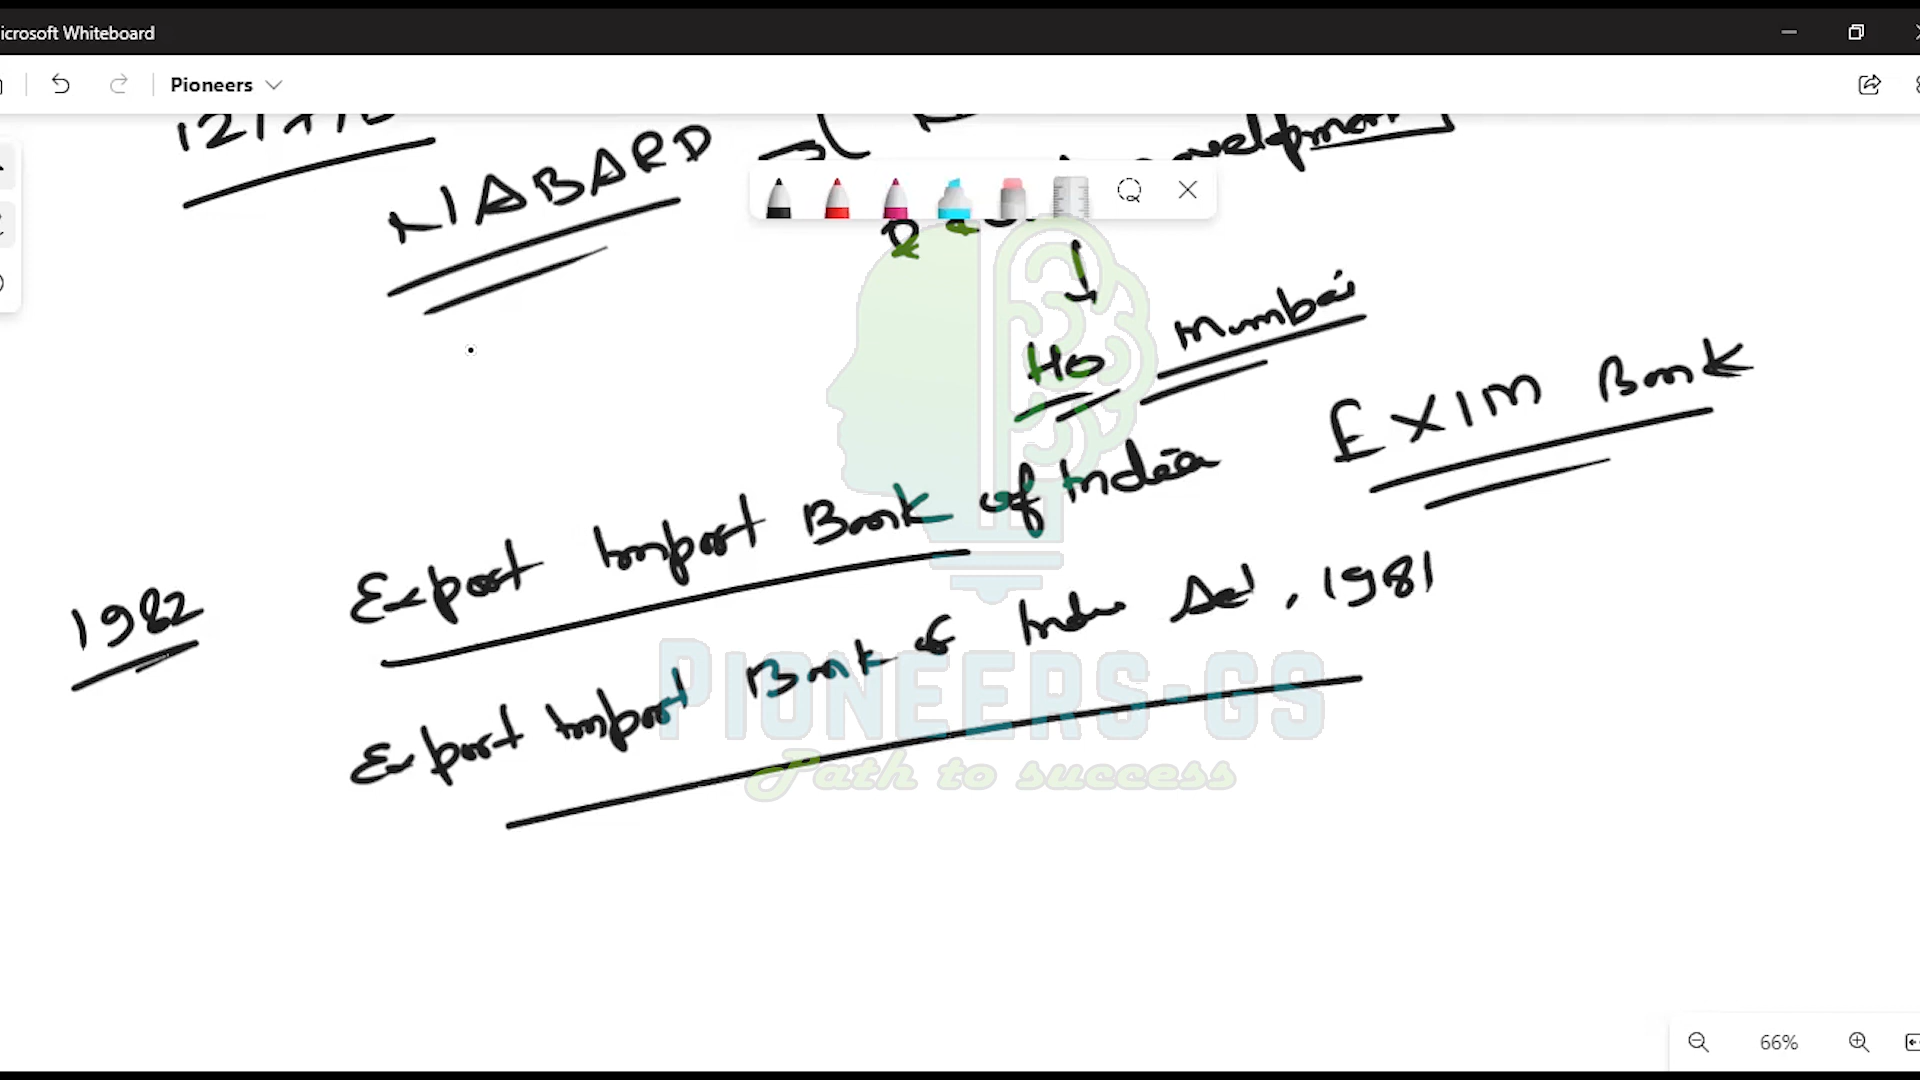 icrosoft Whiteboard
Pioneers
NABARD
HO Mumbai
EXIM Bank
Export Import Bank of India
1982
Export Import Bank of India Act, 1981
PIONEERS-GS
Path to success
66%